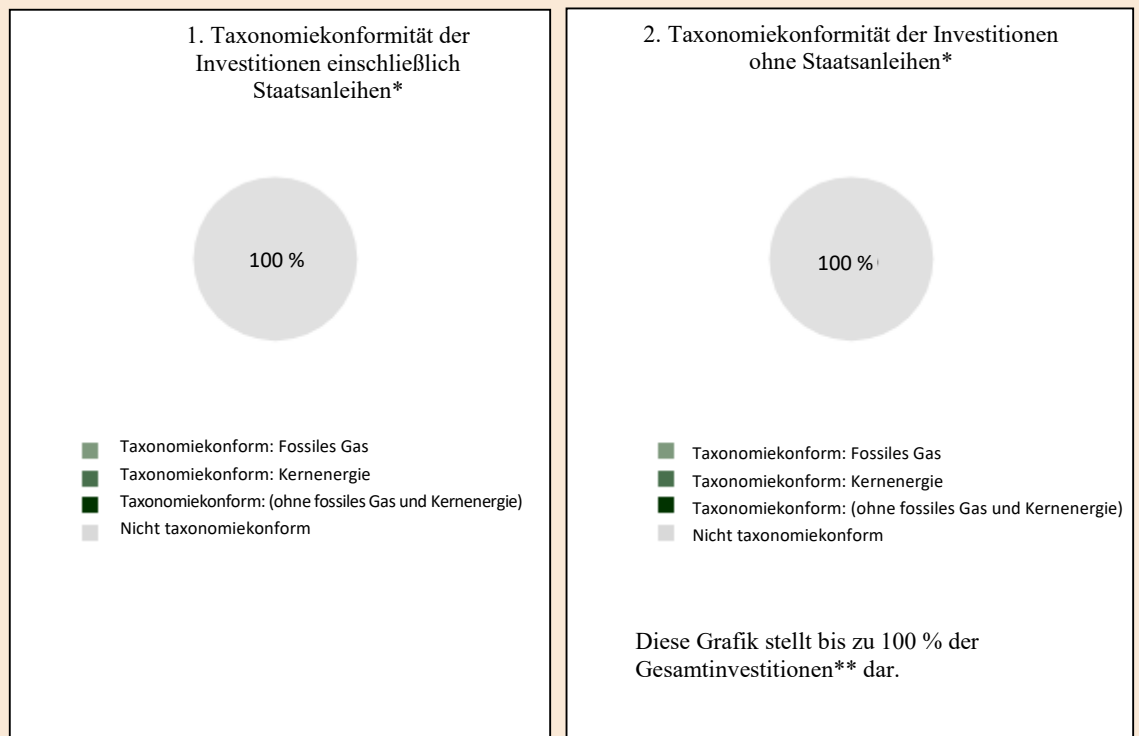 1. Taxonomiekonformität der
Investitionen einschließlich
Staatsanleihen*
100 %
Taxonomiekonform: Fossiles Gas
Taxonomiekonform: Kernenergie
Taxonomiekonform: (ohne fossiles Gas und Kernenergie)
Nicht taxonomiekonform
2. Taxonomiekonformität der Investitionen
ohne Staatsanleihen*
100 %
Taxonomiekonform: Fossiles Gas
Taxonomiekonform: Kernenergie
Taxonomiekonform: (ohne fossiles Gas und Kernenergie)
Nicht taxonomiekonform
Diese Grafik stellt bis zu 100 % der
Gesamtinvestitionen** dar.